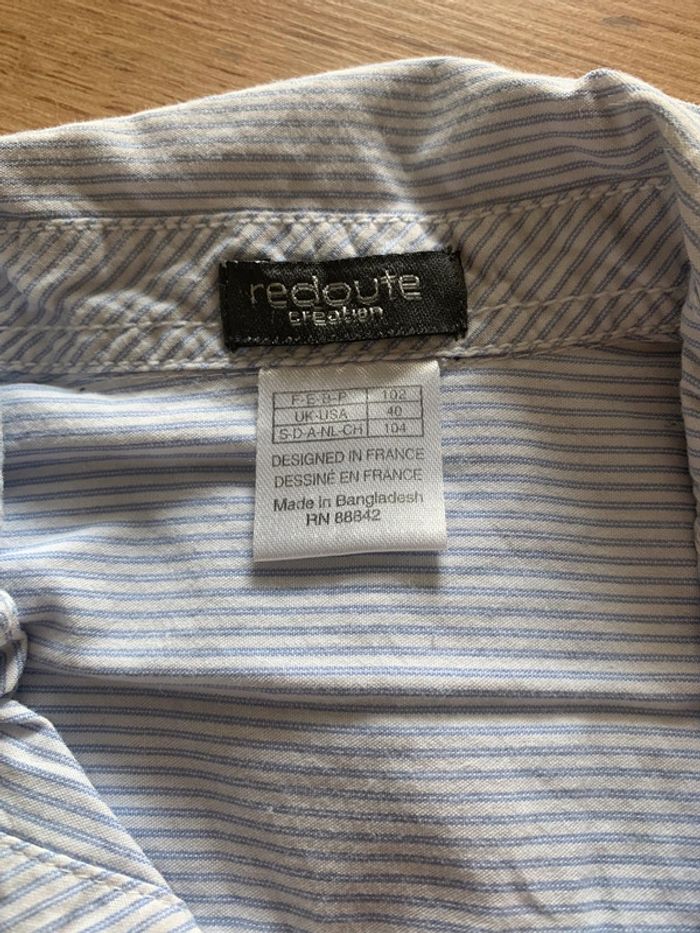 redoute
creation
F-E-B-P 102
UK-USA 40
S-D-A-NL-CH 104
DESIGNED IN FRANCE
DESSINÉ EN FRANCE
Made in Bangladesh
RN 88842